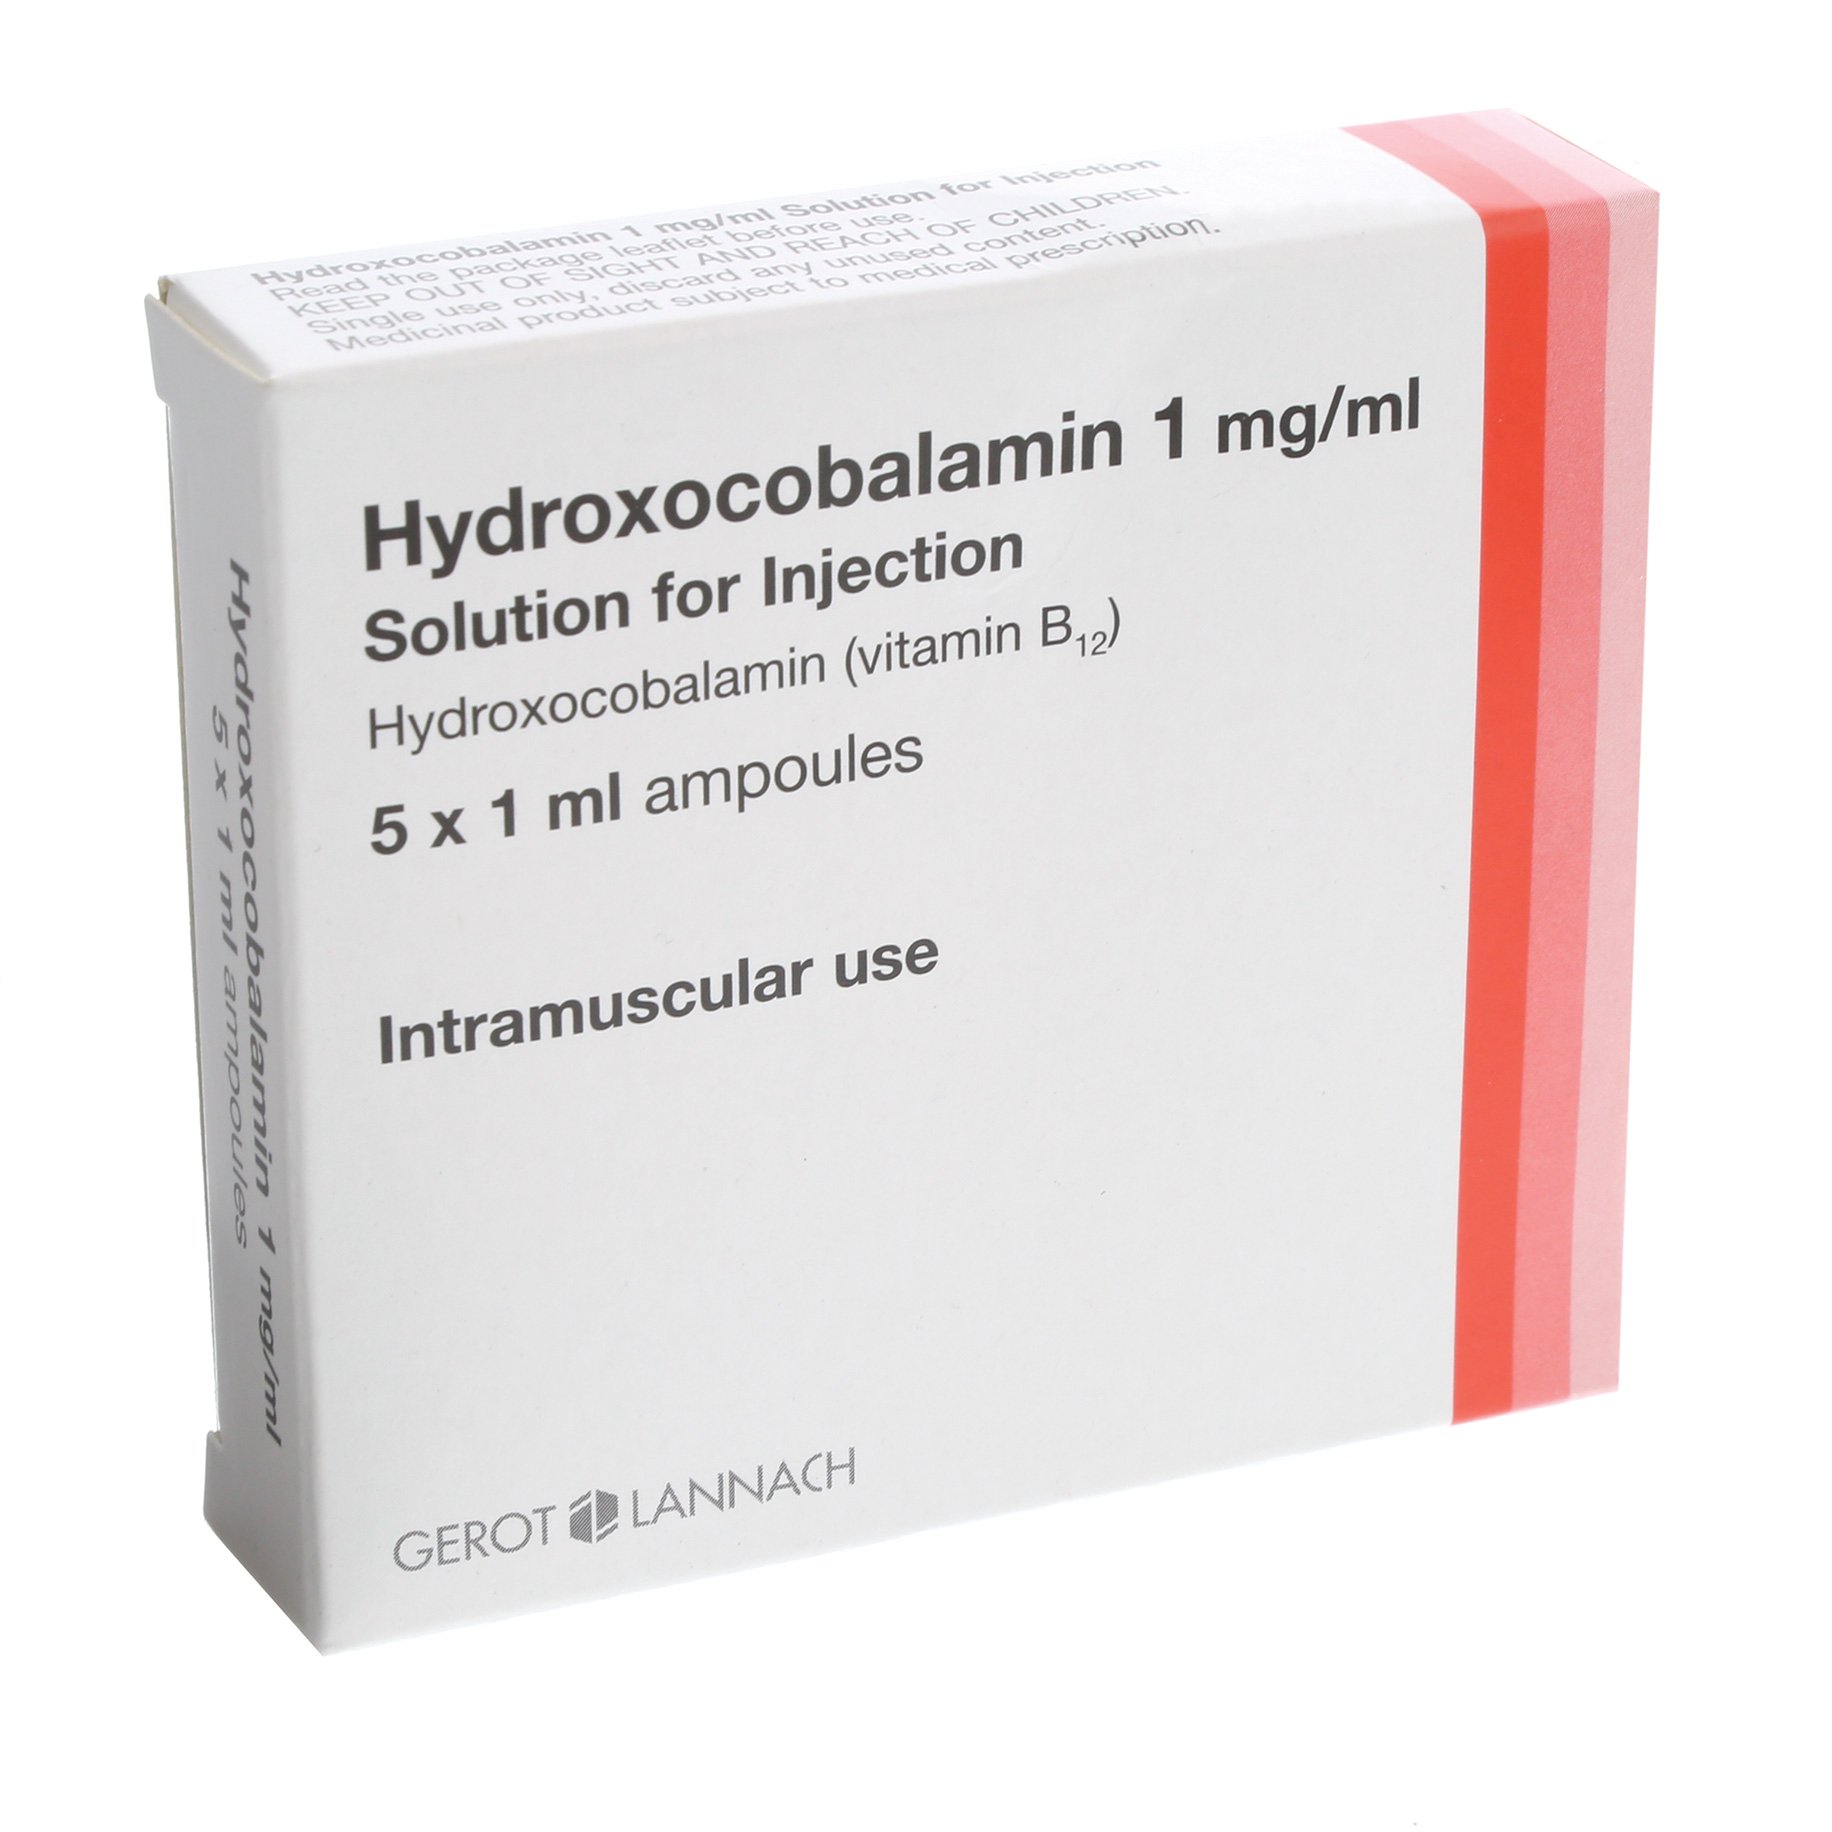 Hydroxocobalamin 1 mg/ml Solution for Injection
Read the package leaflet before use.
KEEP OUT OF SIGHT AND REACH OF CHILDREN.
Single use only, discard any unused content.
Medicinal product subject to medical prescription.
Hydroxocobalamin 1 mg/ml
Solution for Injection
Hydroxocobalamin (vitamin B₁₂)
5 x 1 ml ampoules
Intramuscular use
GEROT LANNACH
Hydroxocobalamin 1 mg/ml
5 x 1 ml ampoules